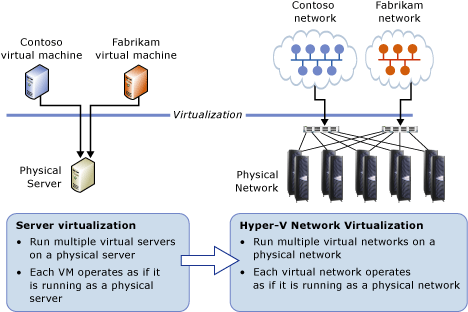 Contoso
virtual machine
Fabrikam
virtual machine
Contoso
network
Fabrikam
network
Virtualization
Physical
Server
Physical
Network
Server virtualization
• Run multiple virtual servers
on a physical server
• Each VM operates as if it
is running as a physical
server
Hyper-V Network Virtualization
• Run multiple virtual networks on a
physical network
• Each virtual network operates
as if it is running as a physical network